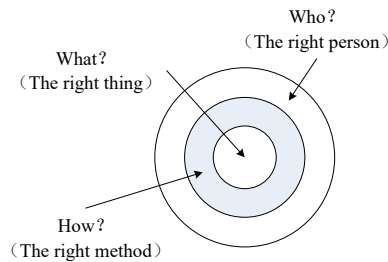 Who？
（The right person）
What？
（The right thing）
How？
（The right method）